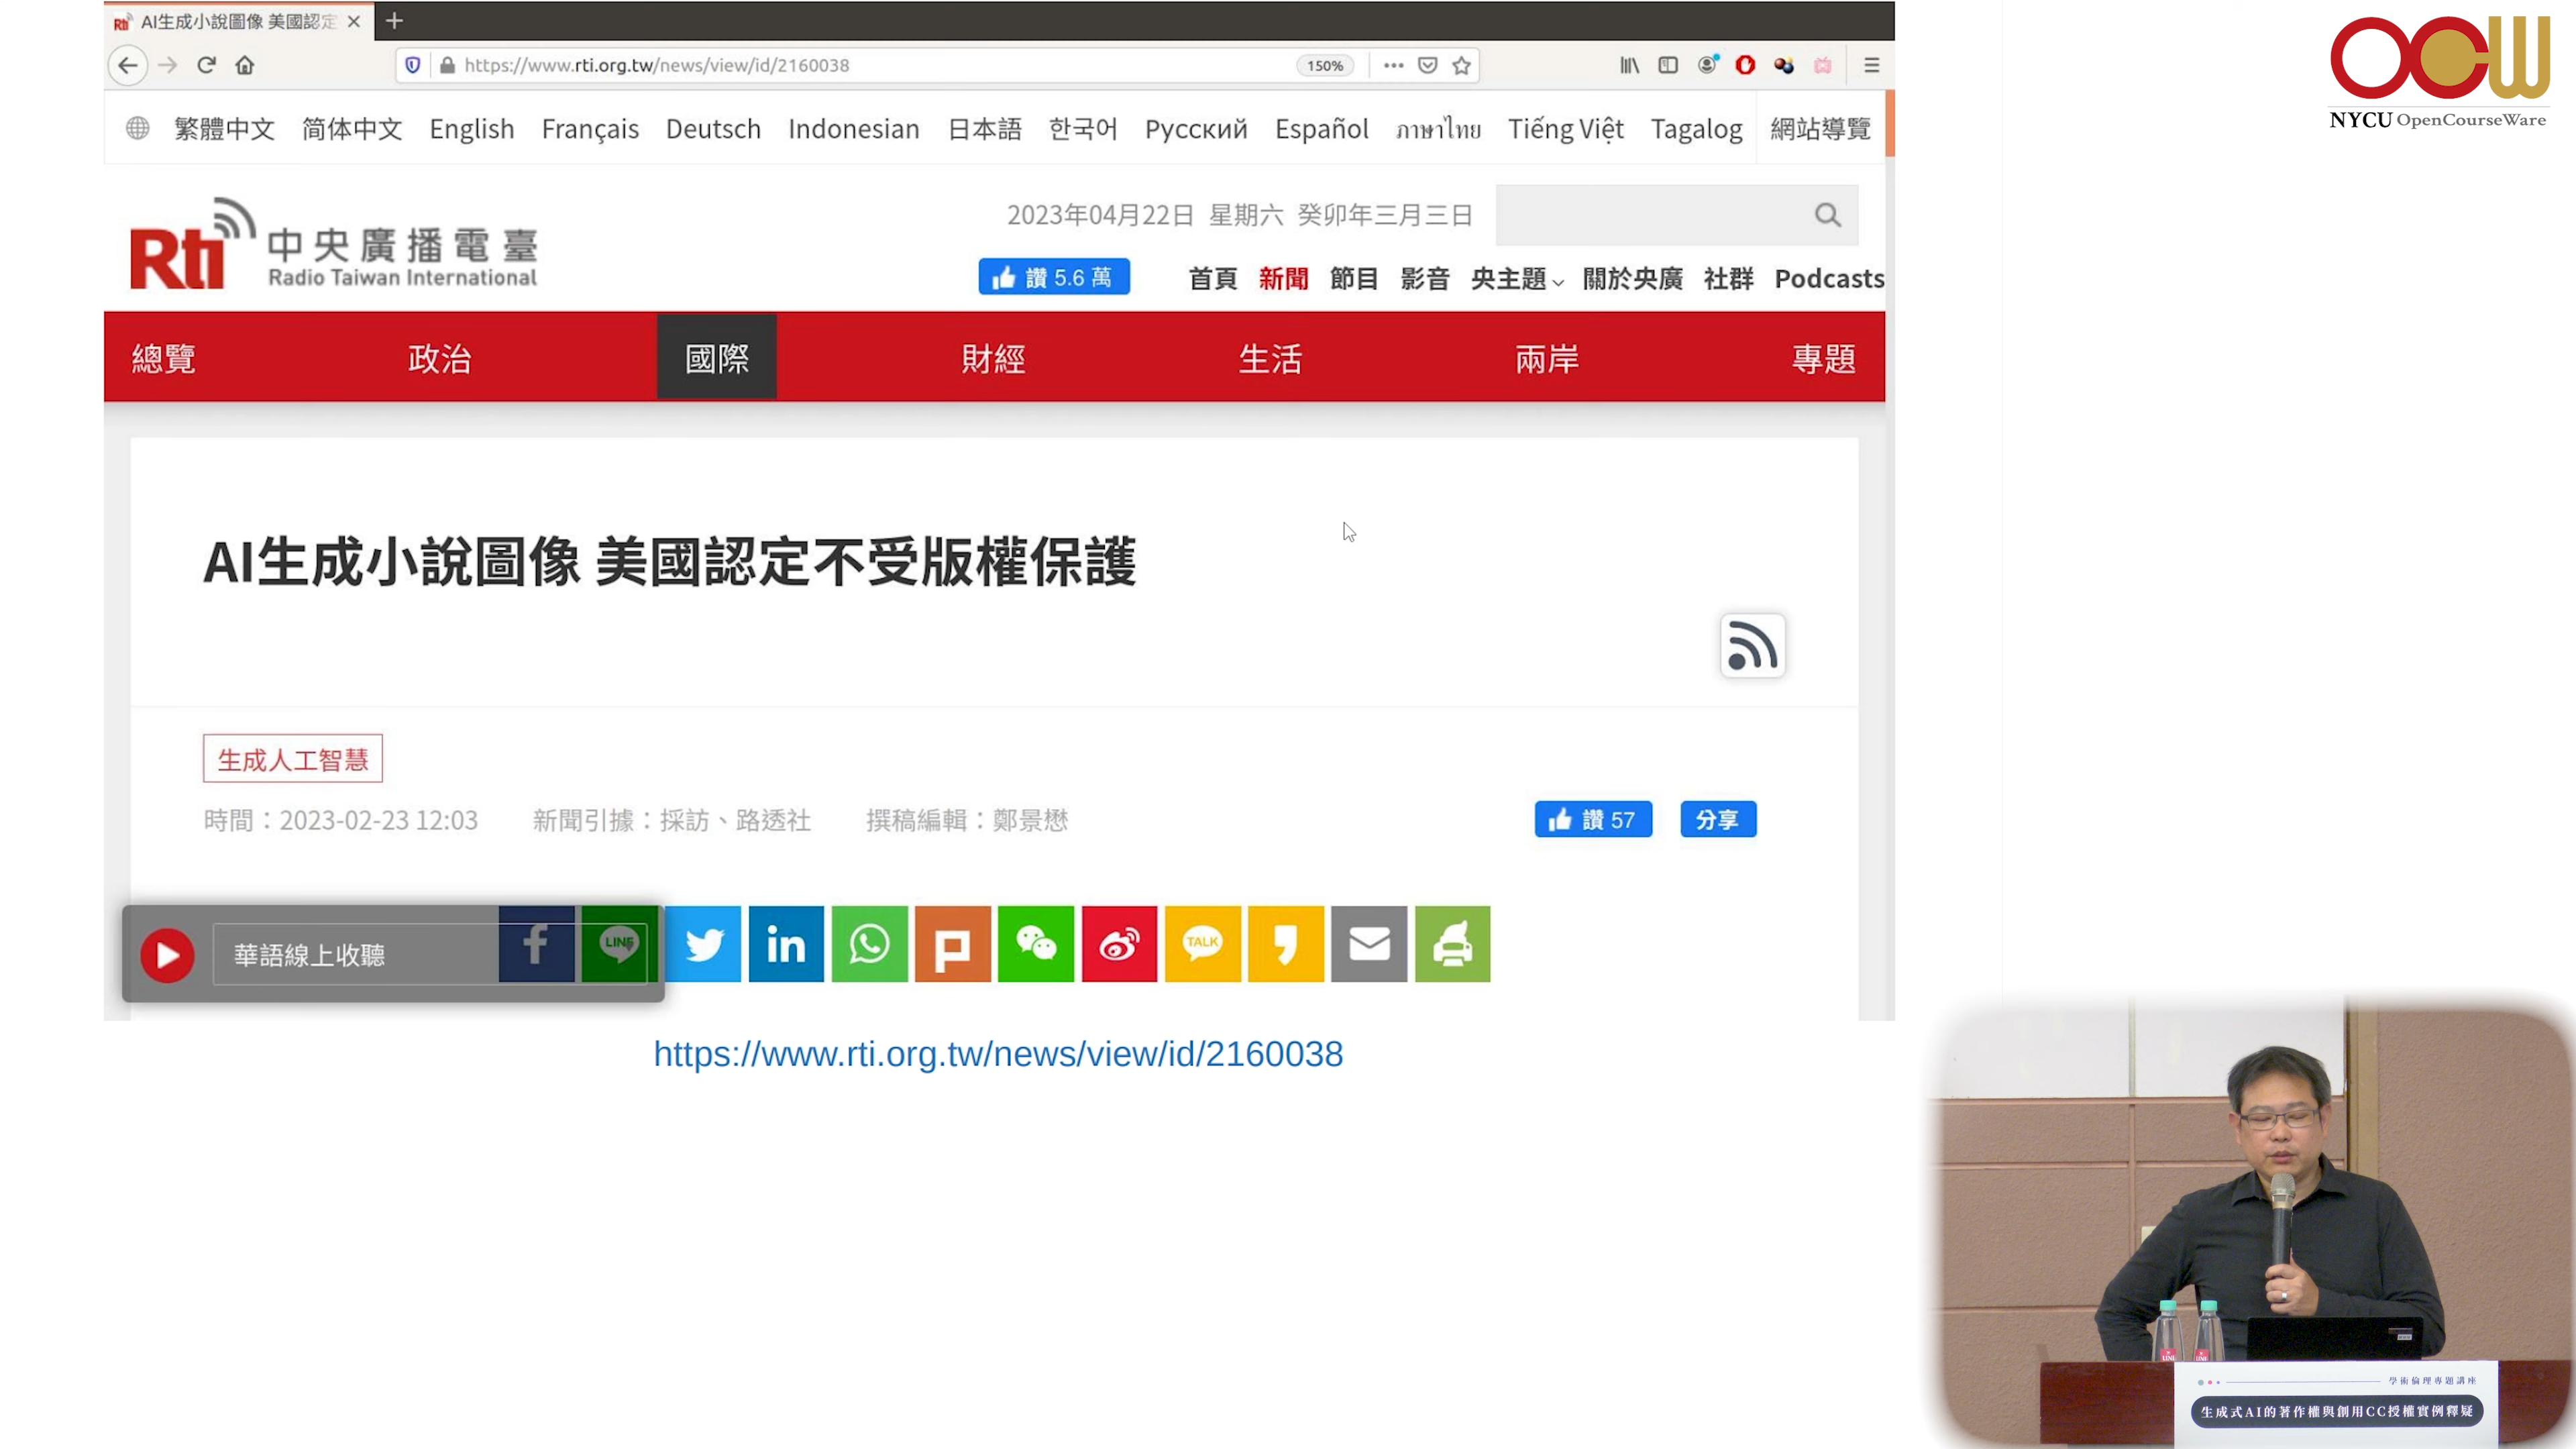 AI生成小說圖像 美國認定
https://www.rti.org.tw/news/view/id/2160038
150%
繁體中文 简体中文 English Français Deutsch Indonesian 日本語 한국어 Русский Español ภาษาไทย Tiếng Việt Tagalog 網站導覽
Rti 中央廣播電臺
Radio Taiwan International
2023年04月22日 星期六 癸卯年三月三日
讚 5.6 萬
首頁 新聞 節目 影音 央主題 關於央廣 社群 Podcasts
總覽 政治 國際 財經 生活 兩岸 專題
AI生成小說圖像 美國認定不受版權保護
生成人工智慧
時間：2023-02-23 12:03 新聞引據：採訪、路透社 撰稿編輯：鄭景懋
讚 57 分享
華語線上收聽
LINE
TALK
https://www.rti.org.tw/news/view/id/2160038
OCW
NYCU OpenCourseWare
學術倫理專題講座
生成式AI的著作權與創用CC授權實例釋疑